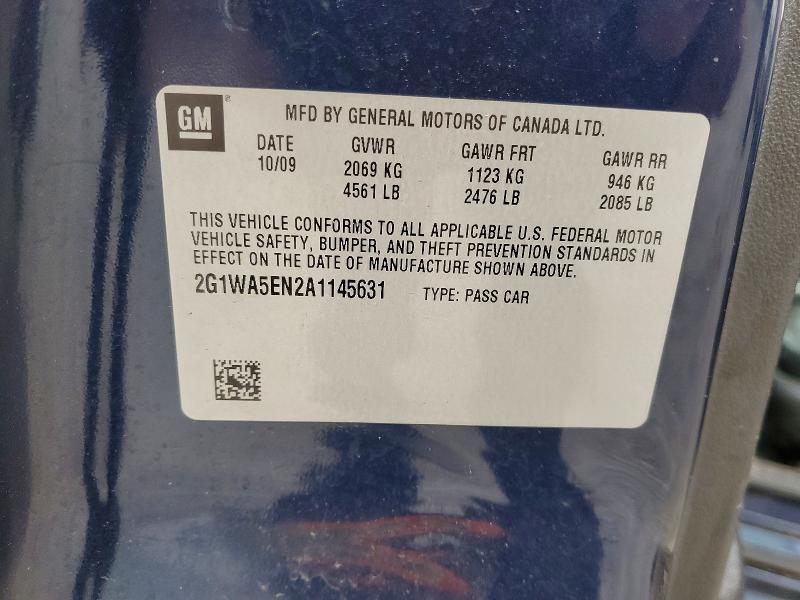 GM®
MFD BY GENERAL MOTORS OF CANADA LTD.
DATE GVWR GAWR FRT GAWR RR
10/09 2069 KG 1123 KG 946 KG
4561 LB 2476 LB 2085 LB
THIS VEHICLE CONFORMS TO ALL APPLICABLE U.S. FEDERAL MOTOR
VEHICLE SAFETY, BUMPER, AND THEFT PREVENTION STANDARDS IN
EFFECT ON THE DATE OF MANUFACTURE SHOWN ABOVE.
2G1WA5EN2A1145631 TYPE: PASS CAR